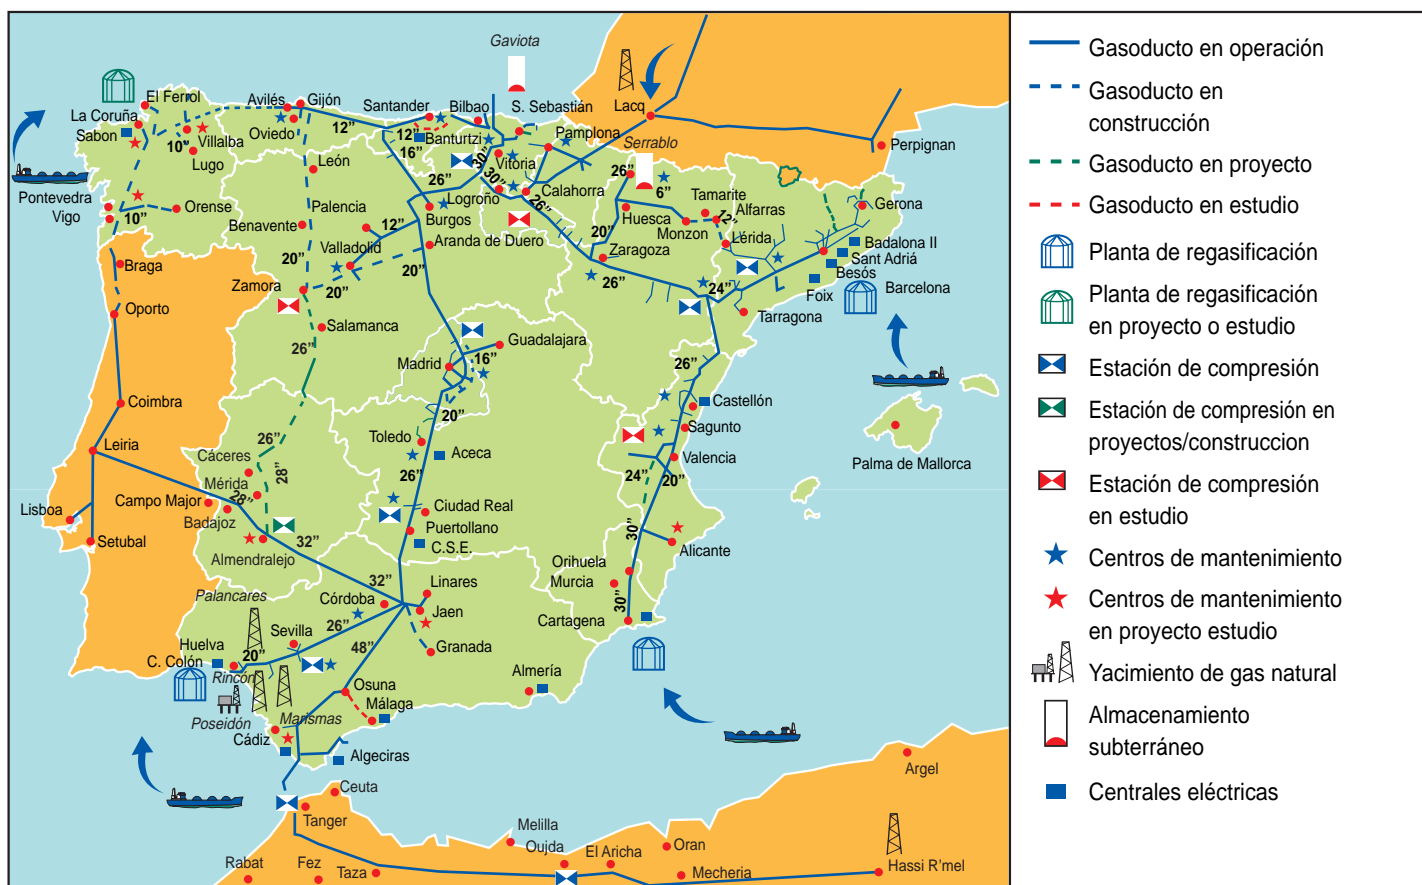 Gaviota
El Ferrol
Avilés
Gijón
Santander
Bilbao
S. Sebastián
Lacq
La Coruña
Sabon
Oviedo
12”
12”
Banturtzi
Pamplona
Serrablo
Perpignan
Villalba
10”
Lugo
León
16”
30”
Vitoria
30”
26”
26”
6”
Calahorra
Tamarite
Alfarras
Pontevedra
Vigo
10”
Orense
Palencia
Logroño
26”
Burgos
Huesca
12”
Gerona
Benavente
12”
Monzon
Lérida
Valladolid
Aranda de Duero
20”
Zaragoza
Badalona II
Sant Adriá
Besós
Braga
20”
20”
20”
26”
24”
Foix
Barcelona
Zamora
Oporto
Salamanca
Tarragona
26”
Guadalajara
Madrid
16”
26”
Coimbra
20”
Castellón
Toledo
Sagunto
Leiria
26”
Aceca
Valencia
Palma de Mallorca
Cáceres
28”
26”
24”
20”
Mérida
28”
Campo Major
Lisboa
Badajoz
Ciudad Real
Setubal
Puertollano
C.S.E.
30”
Almendralejo
32”
Alicante
Orihuela
Murcia
Palancares
32”
Linares
Córdoba
Jaen
30”
Cartagena
26”
Sevilla
Huelva
20”
C. Colón
48”
Granada
Rincón
Almería
Osuna
Málaga
Poseidón
Marismas
Cádiz
Algeciras
Argel
Ceuta
Tanger
Melilla
Oujda
El Aricha
Oran
Rabat
Fez
Taza
Mecheria
Hassi R’mel
Gasoducto en operación
Gasoducto en
construcción
Gasoducto en proyecto
Gasoducto en estudio
Planta de regasificación
Planta de regasificación
en proyecto o estudio
Estación de compresión
Estación de compresión en
proyectos/construccion
Estación de compresión
en estudio
Centros de mantenimiento
Centros de mantenimiento
en proyecto estudio
Yacimiento de gas natural
Almacenamiento
subterráneo
Centrales eléctricas